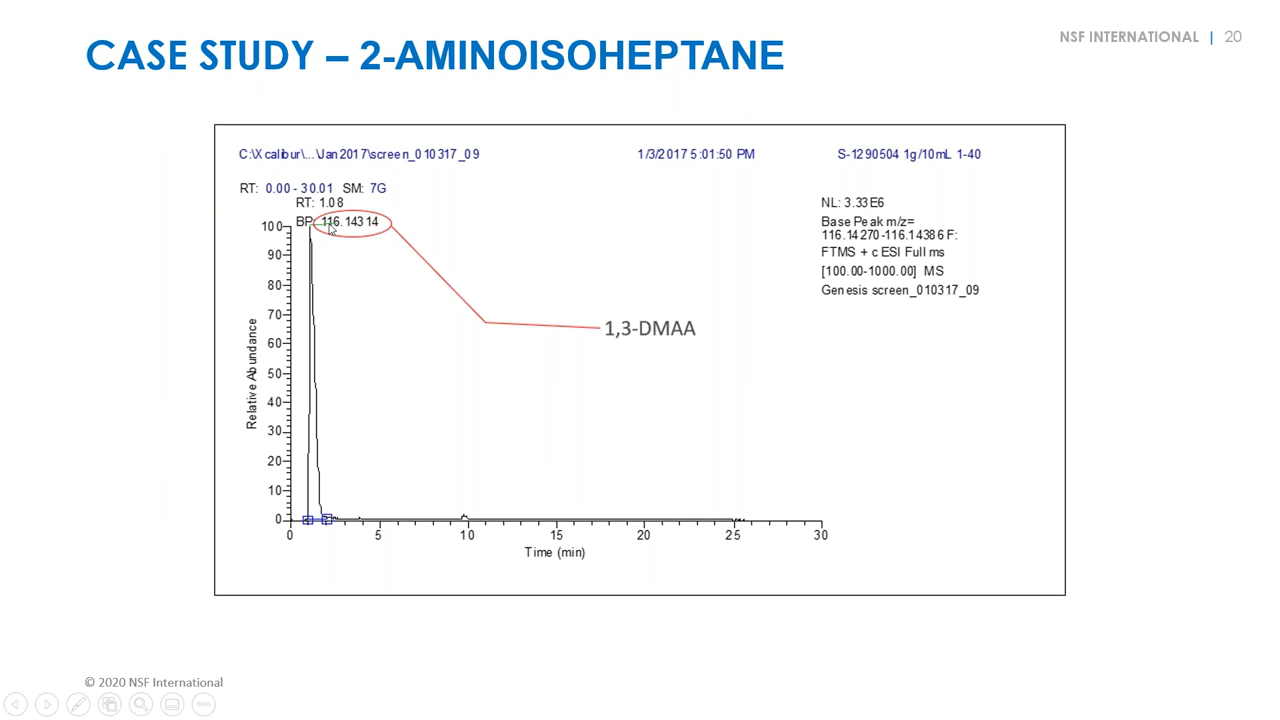 CASE STUDY – 2-AMINOISOHEPTANE
NSF INTERNATIONAL | 20
C:\Xcalibur\...\Jan2017\screen_010317_09
1/3/2017 5:01:50 PM
S-1290504 1g/10mL 1-40
RT: 0.00 - 30.01 SM: 7G
RT: 1.08
BP: 116.14314
NL: 3.33E6
Base Peak m/z=
116.14270-116.14386 F:
FTMS + c ESI Full ms
[100.00-1000.00] MS
Genesis screen_010317_09
1,3-DMAA
Relative Abundance
100
90
80
70
60
50
40
30
20
10
0
0 5 10 15 20 25 30
Time (min)
© 2020 NSF International